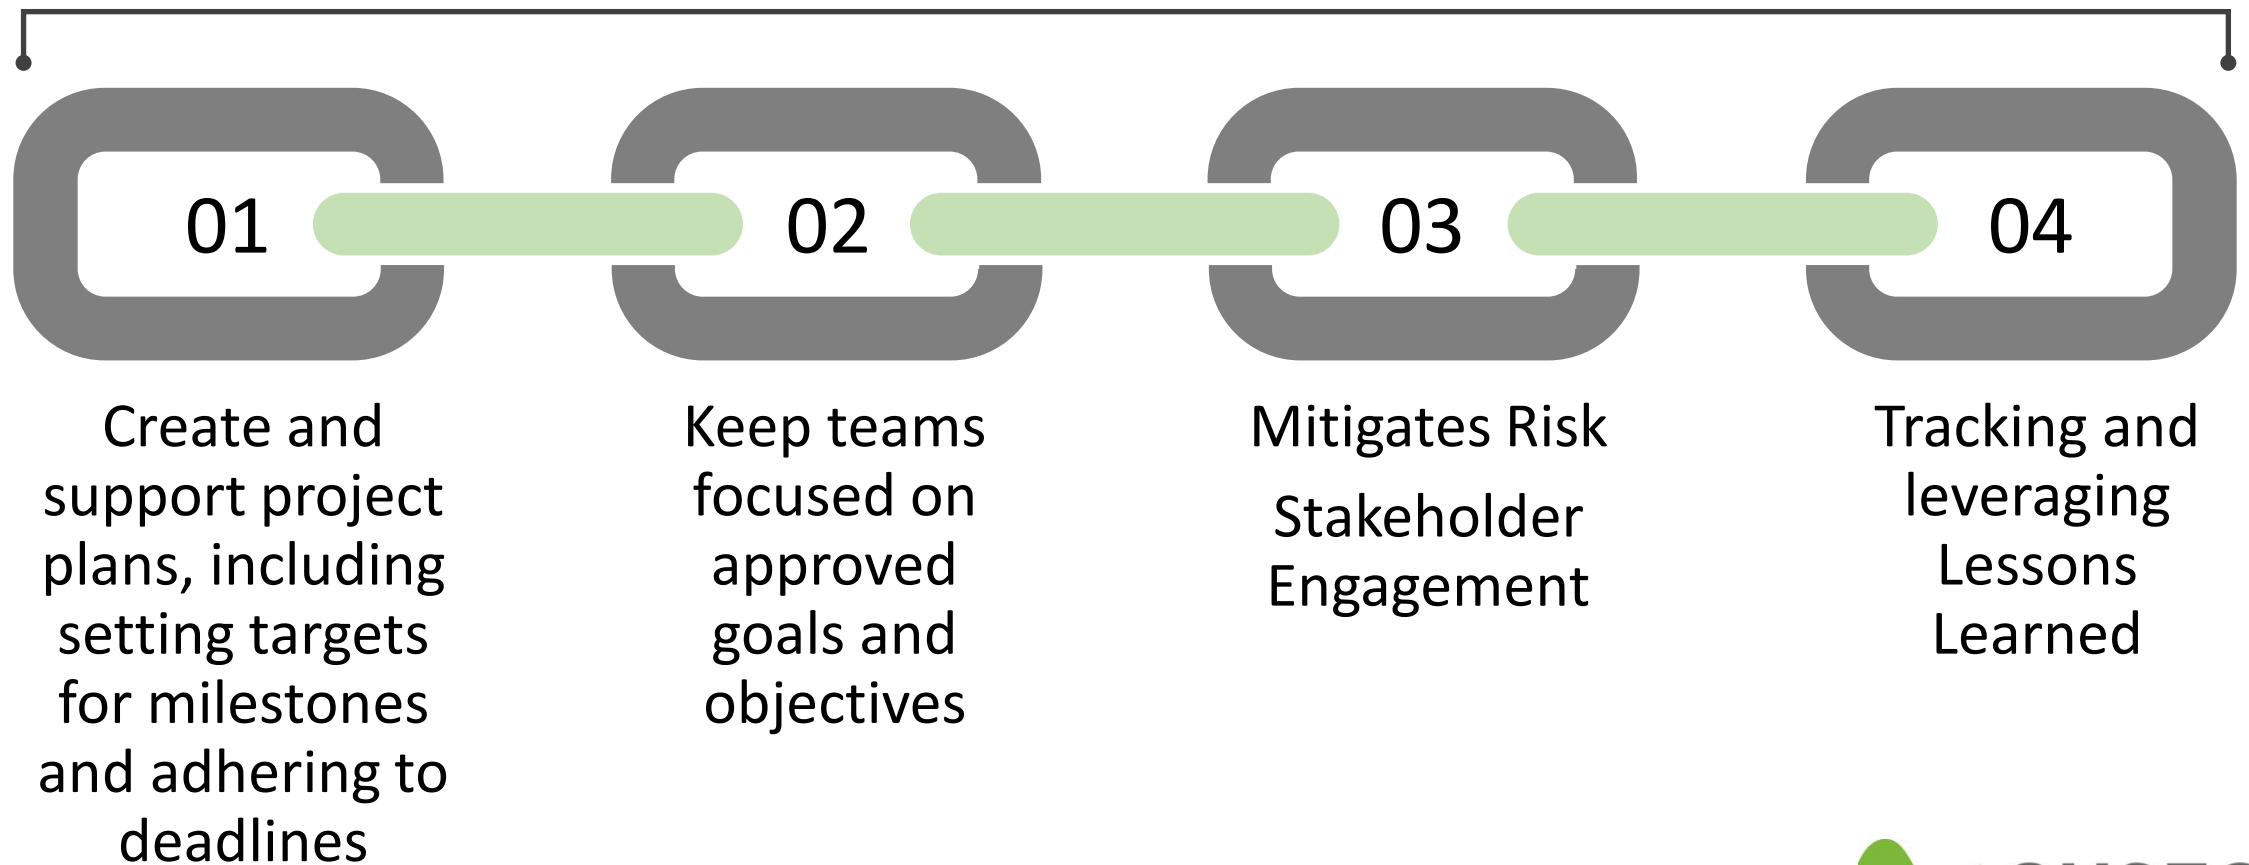 01
02
03
04
Create and
support project
plans, including
setting targets
for milestones
and adhering to
deadlines
Keep teams
focused on
approved
goals and
objectives
Mitigates Risk
Stakeholder
Engagement
Tracking and
leveraging
Lessons
Learned